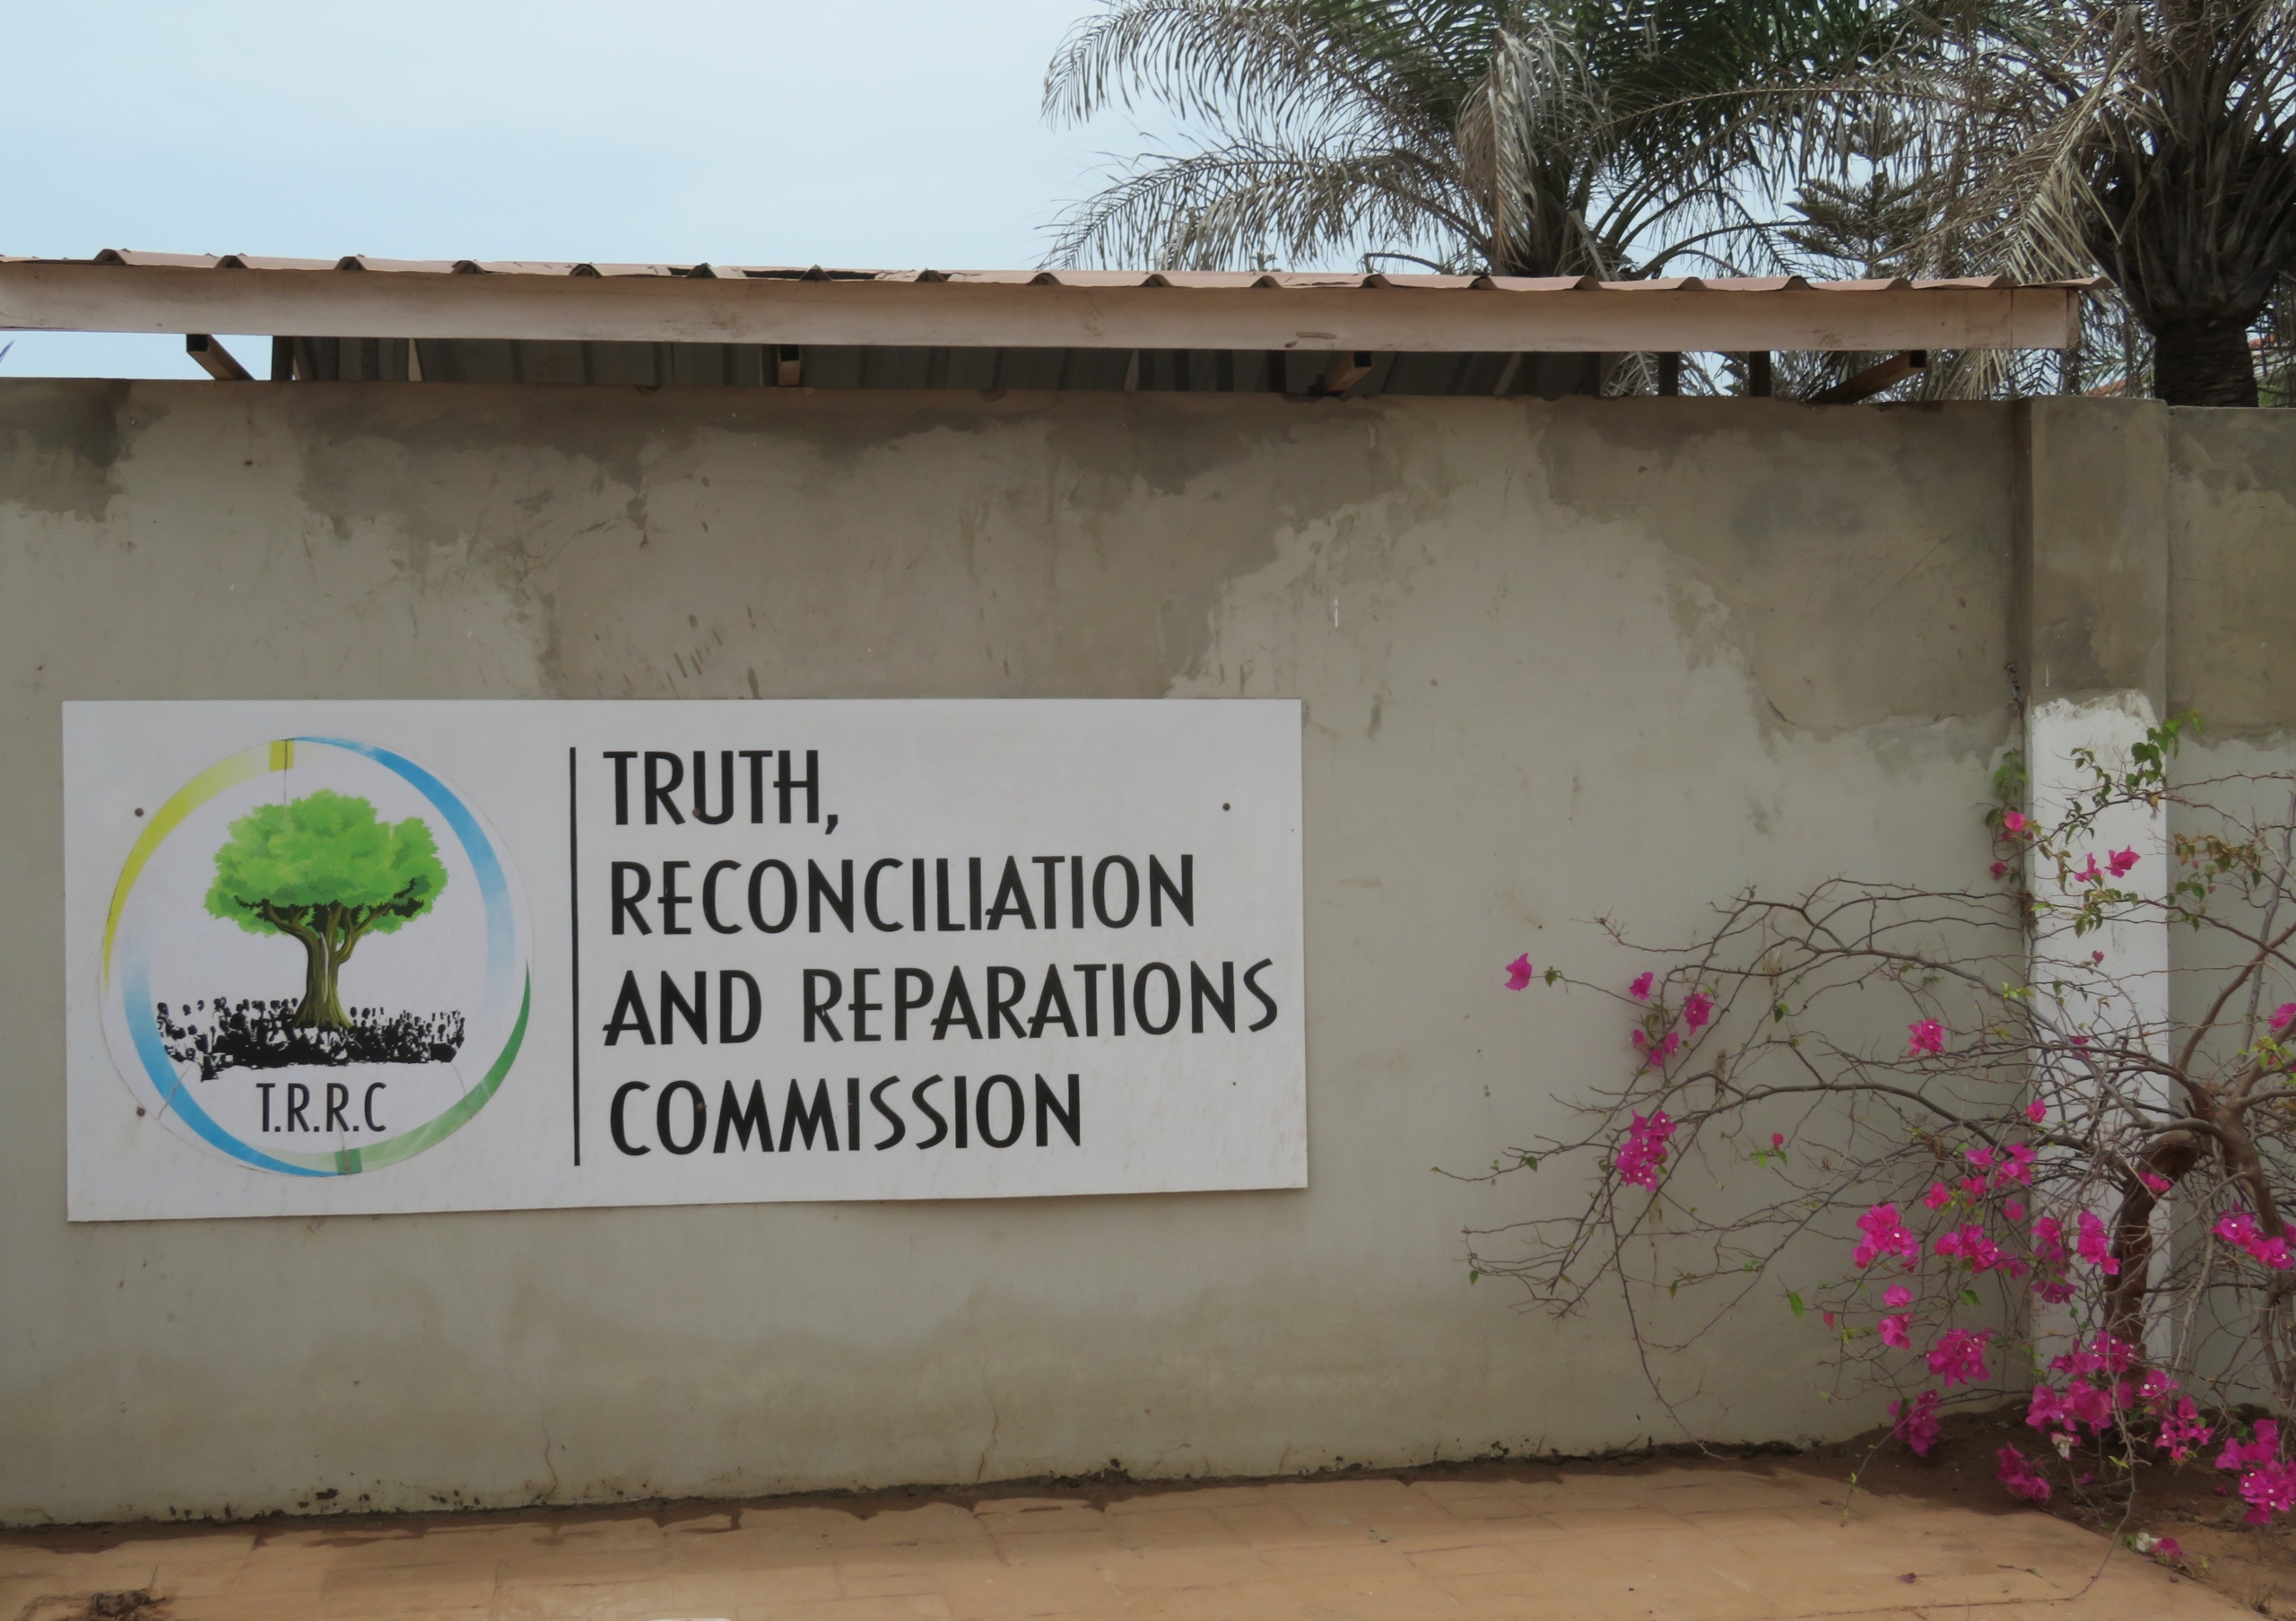 T.R.R.C
TRUTH,
RECONCILIATION
AND REPARATIONS
COMMISSION